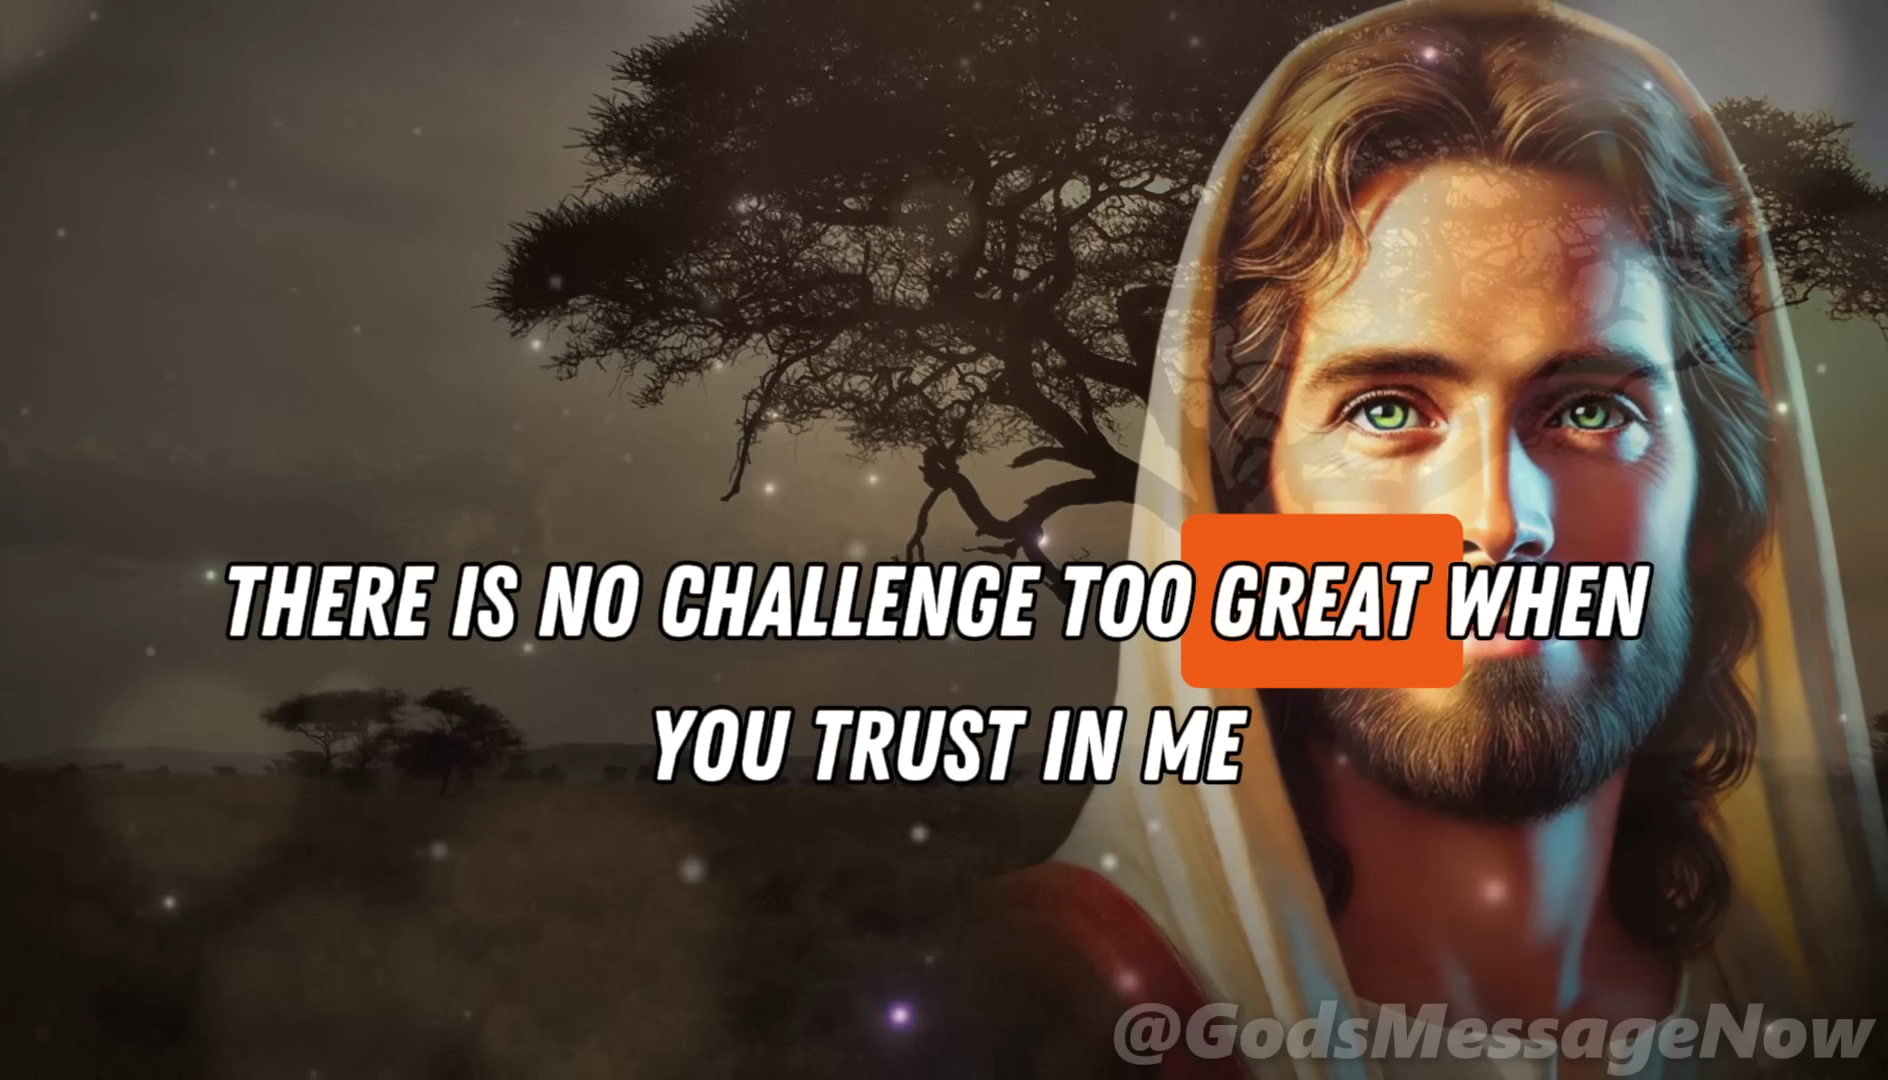 THERE IS NO CHALLENGE TOO GREAT WHEN
YOU TRUST IN ME
@GodsMessageNow